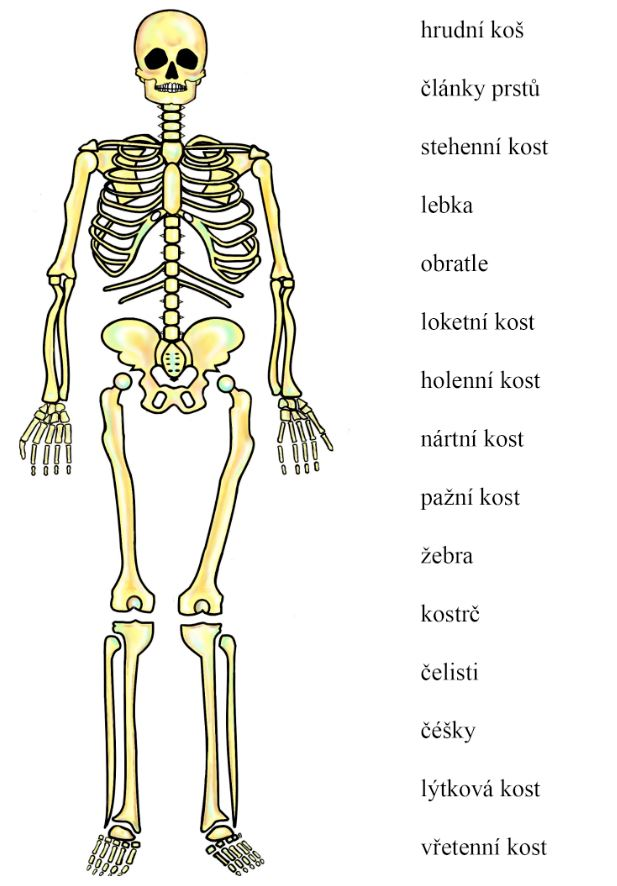 hrudní koš
články prstů
stehenní kost
lebka
obratle
loketní kost
holenní kost
nártní kost
pažní kost
žebra
kostrč
čelisti
čéšky
lýtková kost
vřetenní kost